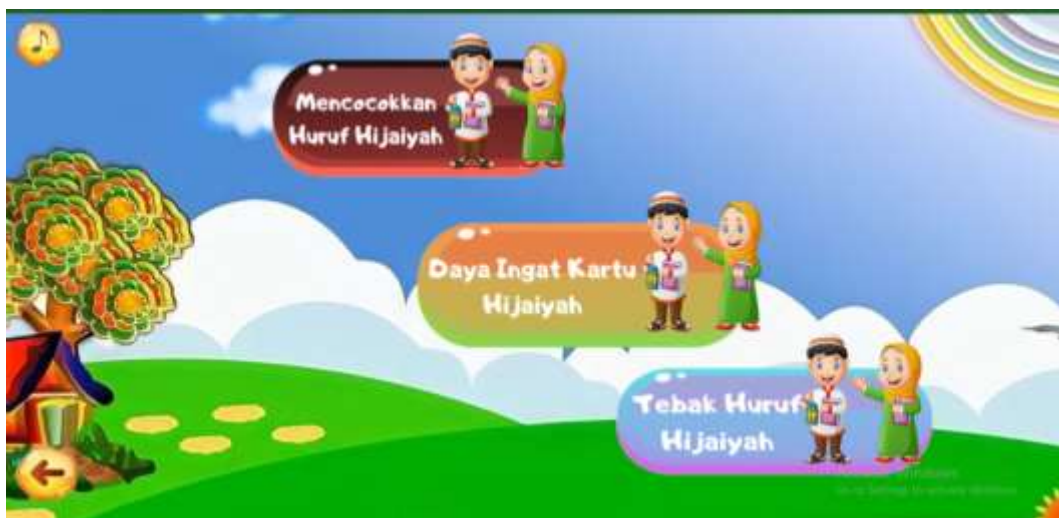 Mencocokkan
Huruf Hijaiyah
Daya Ingat Kartu
Hijaiyah
Tebak Huruf
Hijaiyah